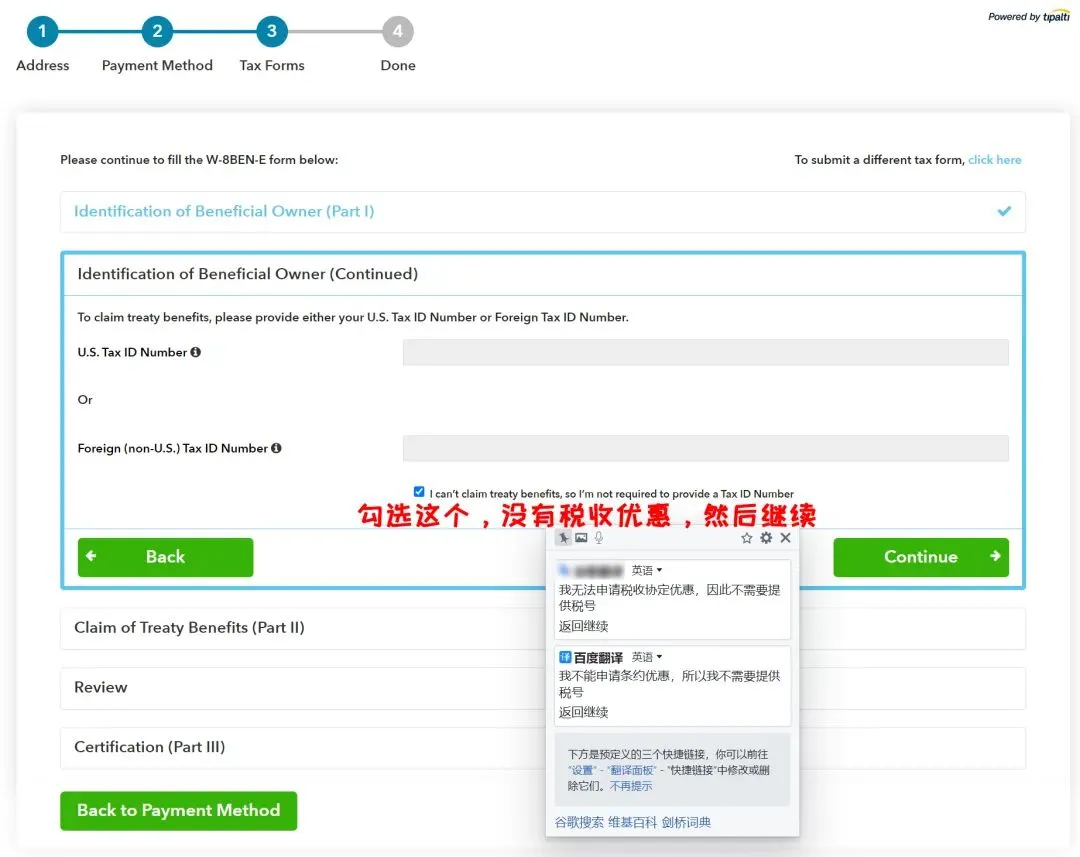 1
2
3
4
Powered by tipalti
Address
Payment Method
Tax Forms
Done
Please continue to fill the W-8BEN-E form below:
To submit a different tax form, click here
Identification of Beneficial Owner (Part I)
Identification of Beneficial Owner (Continued)
To claim treaty benefits, please provide either your U.S. Tax ID Number or Foreign Tax ID Number.
U.S. Tax ID Number
Or
Foreign (non-U.S.) Tax ID Number
I can't claim treaty benefits, so I'm not required to provide a Tax ID Number
勾选这个，没有税收优惠，然后继续
Back
Continue
英语
我无法申请税收协定优惠，因此不需要提
供税号
返回继续
译 百度翻译 英语
我不能申请条约优惠，所以我不需要提供
税号
返回继续
下方是预定义的三个快捷链接，你可以前往
"设置" - "翻译面板" - "快捷链接"中修改或删
除它们。不再提示
谷歌搜索 维基百科 剑桥词典
Claim of Treaty Benefits (Part II)
Review
Certification (Part III)
Back to Payment Method